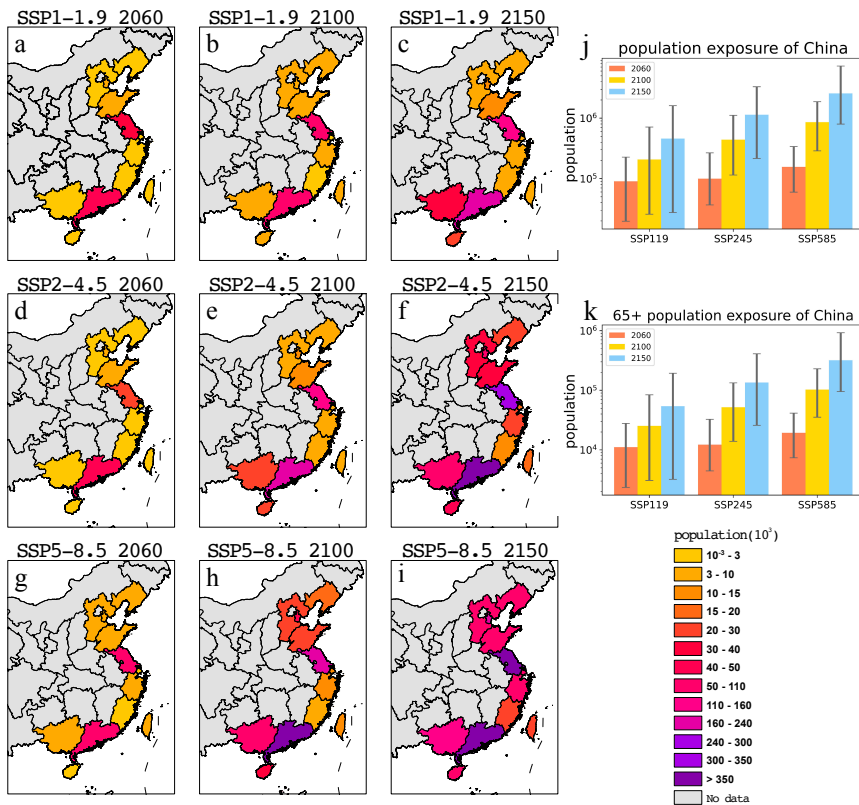 SSP1-1.9 2060
SSP1-1.9 2100
SSP1-1.9 2150
a
b
c
SSP2-4.5 2060
SSP2-4.5 2100
SSP2-4.5 2150
d
e
f
SSP5-8.5 2060
SSP5-8.5 2100
SSP5-8.5 2150
g
h
i
j
population exposure of China
2060
2100
2150
10⁶
10⁵
population
SSP119 SSP245 SSP585
k
65+ population exposure of China
2060
2100
2150
10⁶
10⁵
10⁴
population
SSP119 SSP245 SSP585
population(10³)
10⁻³ - 3
3 - 10
10 - 15
15 - 20
20 - 30
30 - 40
40 - 50
50 - 110
110 - 160
160 - 240
240 - 300
300 - 350
> 350
No data